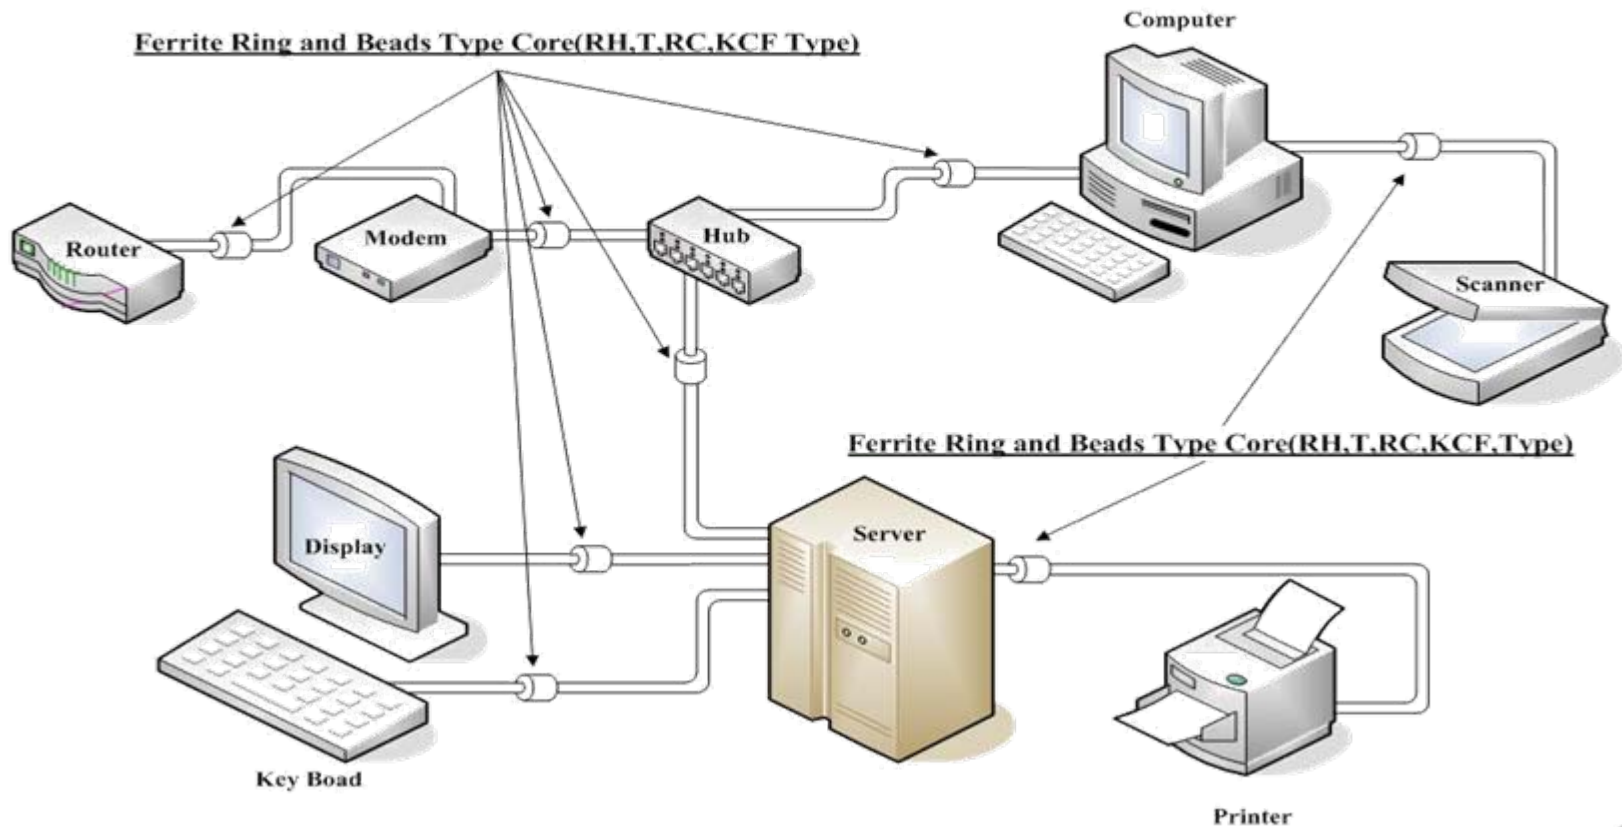 Computer
Ferrite Ring and Beads Type Core(RH,T,RC,KCF Type)
Router
Modem
Hub
Scanner
Ferrite Ring and Beads Type Core(RH,T,RC,KCF,Type)
Server
Display
Key Boad
Printer